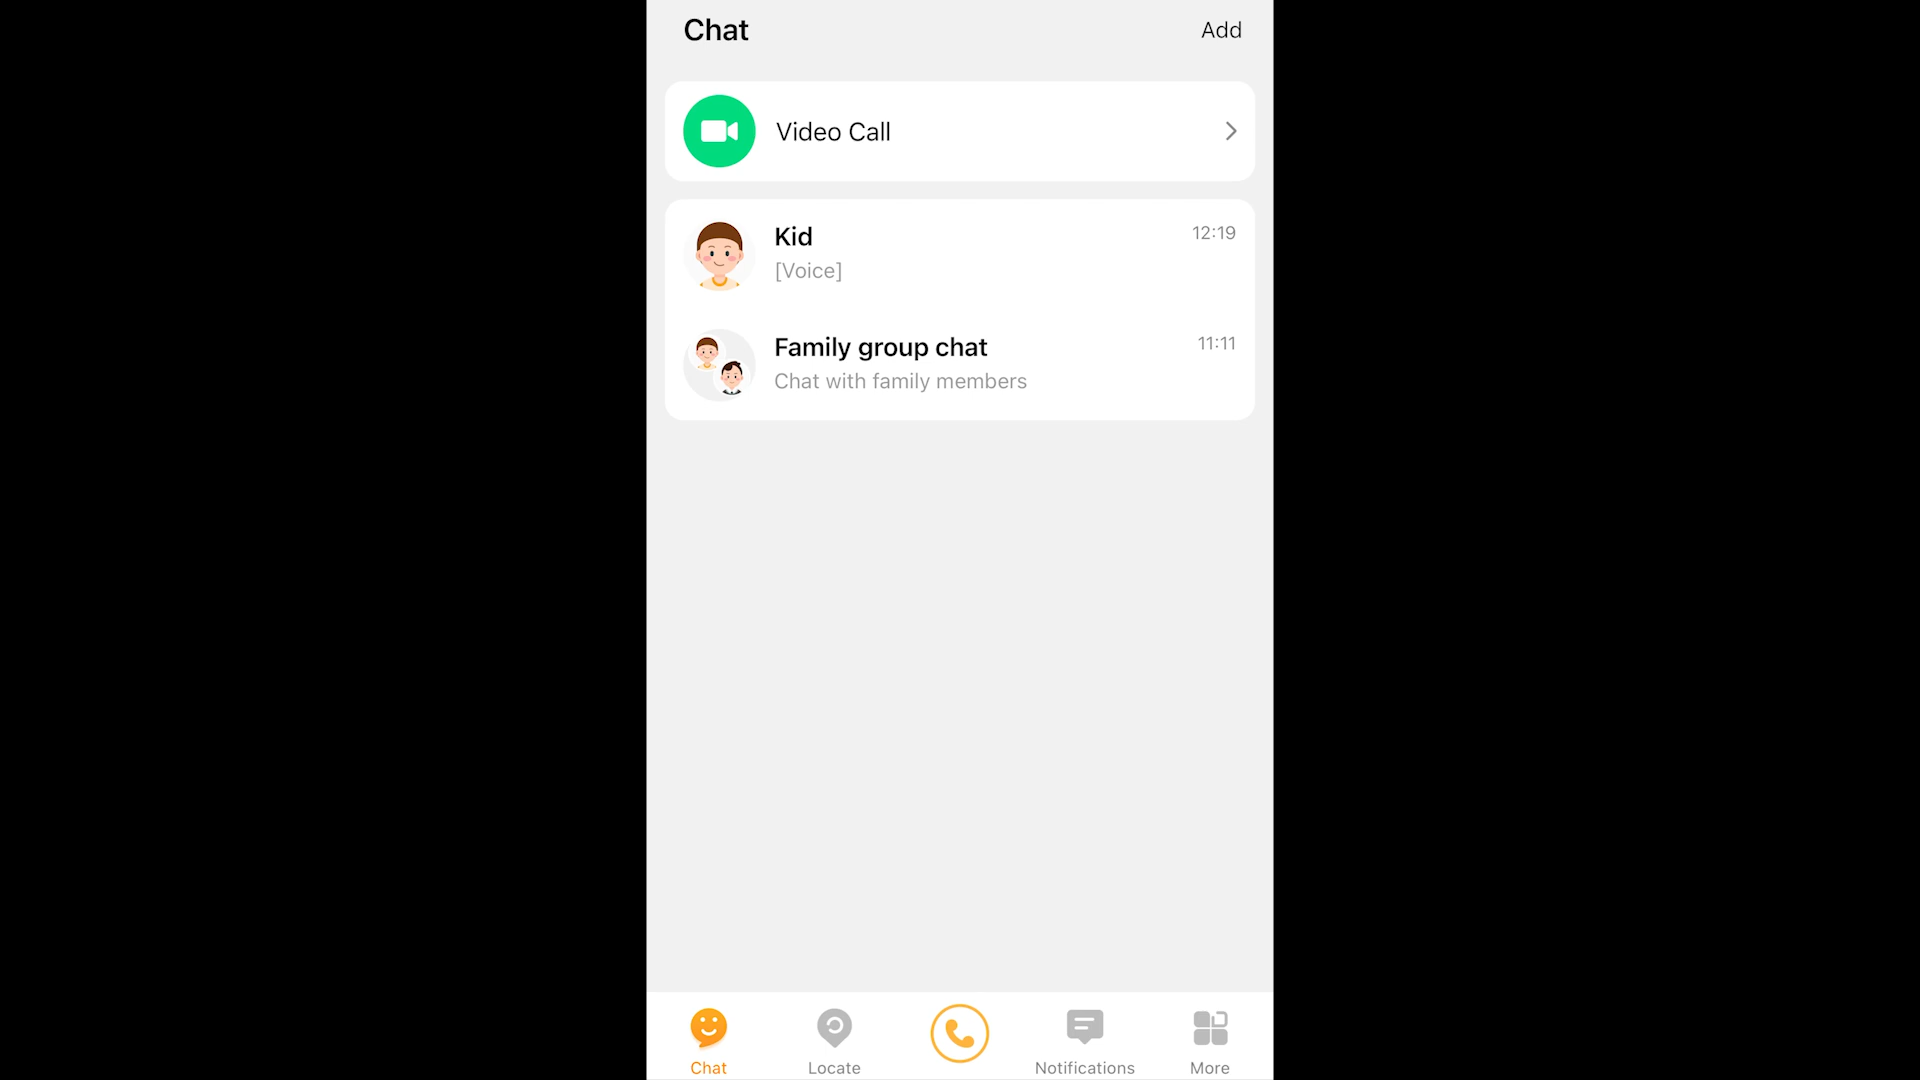 Chat
Add
Video Call
Kid
12:19
[Voice]
Family group chat
11:11
Chat with family members
Chat
Locate
Notifications
More